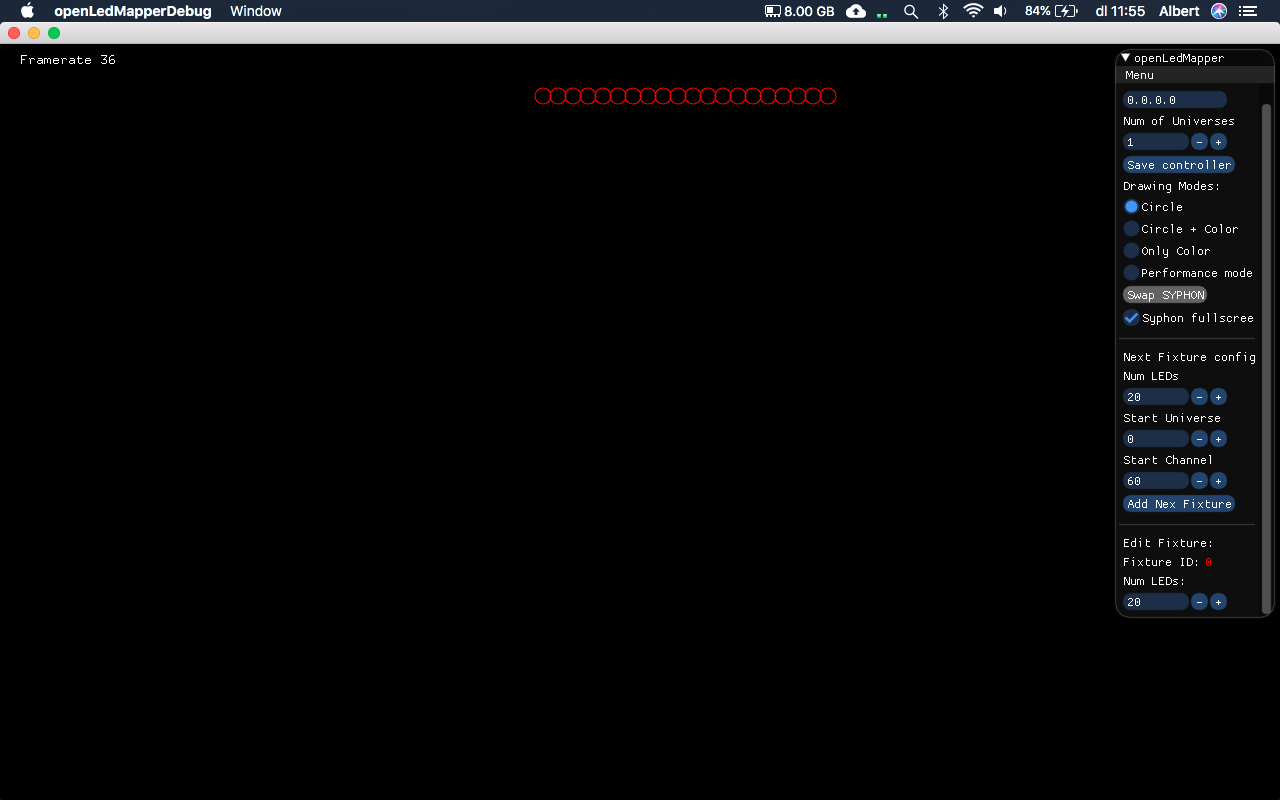 openLedMapperDebug Window 8.00 GB 84% dl 11:55 Albert
Framerate 36
openLedMapper
Menu
0.0.0.0
Num of Universes
1 - +
Save controller
Drawing Modes:
Circle
Circle + Color
Only Color
Performance mode
Swap SYPHON
Syphon fullscree
Next Fixture config
Num LEDs
20 - +
Start Universe
0 - +
Start Channel
60 - +
Add Nex Fixture
Edit Fixture:
Fixture ID: 0
Num LEDs:
20 - +